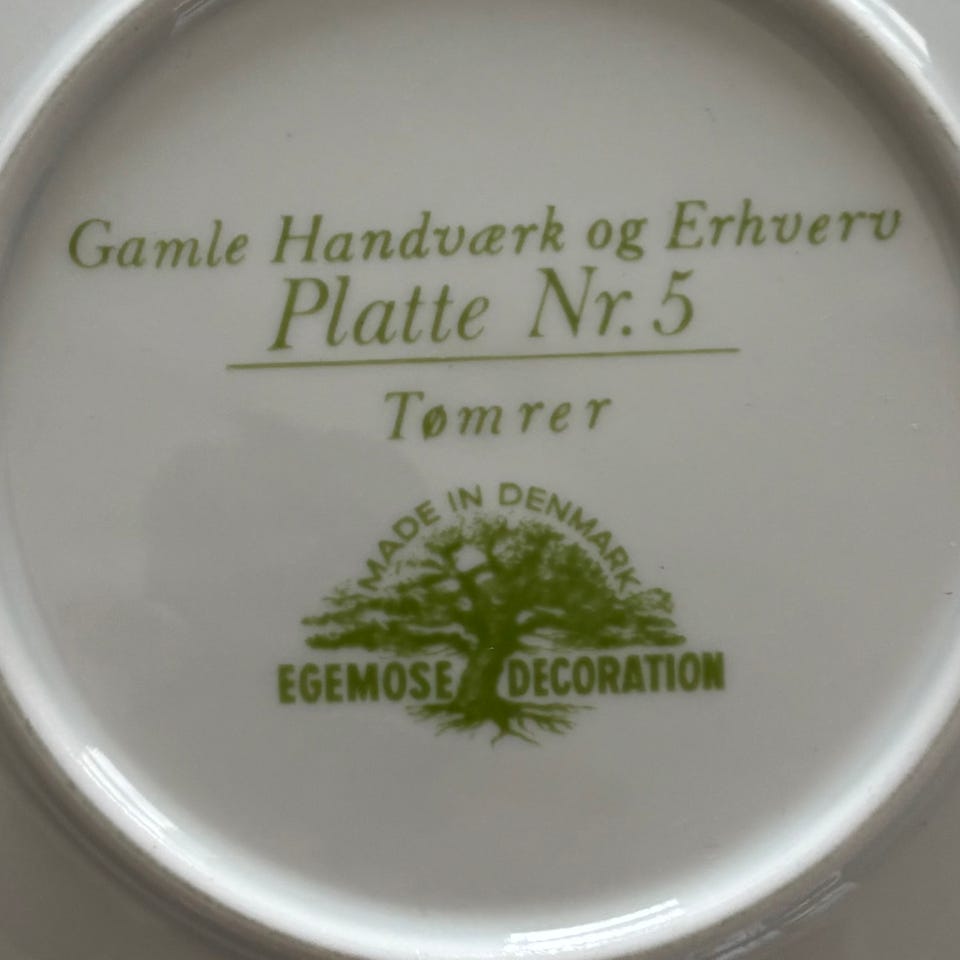 Gamle Handværk og Erhverv
Platte Nr. 5
Tømrer
MADE IN DENMARK
EGEMOSE DECORATION